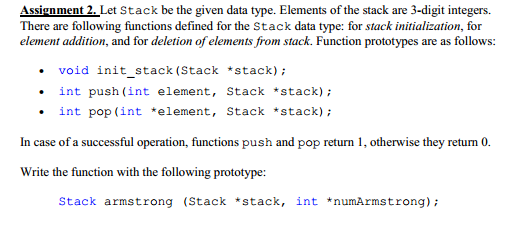 Assignment 2. Let Stack be the given data type. Elements of the stack are 3-digit integers.
There are following functions defined for the Stack data type: for stack initialization, for
element addition, and for deletion of elements from stack. Function prototypes are as follows:
• void init_stack(Stack *stack);
• int push(int element, Stack *stack);
• int pop(int *element, Stack *stack);
In case of a successful operation, functions push and pop return 1, otherwise they return 0.
Write the function with the following prototype:
Stack armstrong (Stack *stack, int *numArmstrong);